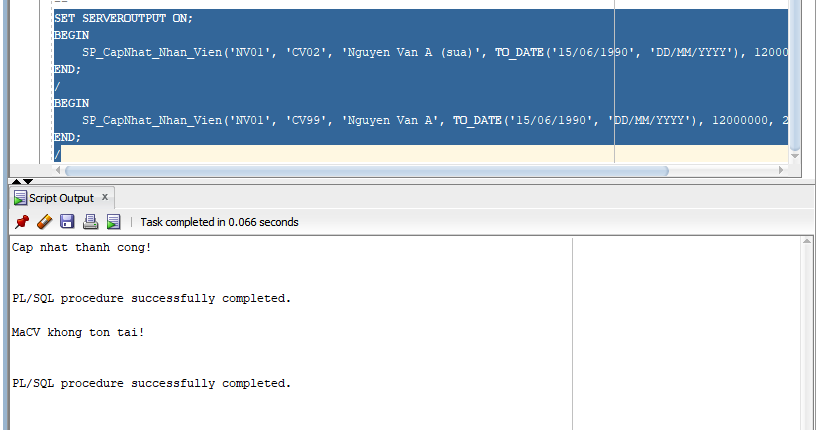 SET SERVEROUTPUT ON;
BEGIN
SP_CapNhat_Nhan_Vien('NV01', 'CV02', 'Nguyen Van A (sua)', TO_DATE('15/06/1990', 'DD/MM/YYYY'), 12000
END;
/
BEGIN
SP_CapNhat_Nhan_Vien('NV01', 'CV99', 'Nguyen Van A', TO_DATE('15/06/1990', 'DD/MM/YYYY'), 12000000, 2
END;
/
Script Output x
Task completed in 0.066 seconds
Cap nhat thanh cong!
PL/SQL procedure successfully completed.
MaCV khong ton tai!
PL/SQL procedure successfully completed.